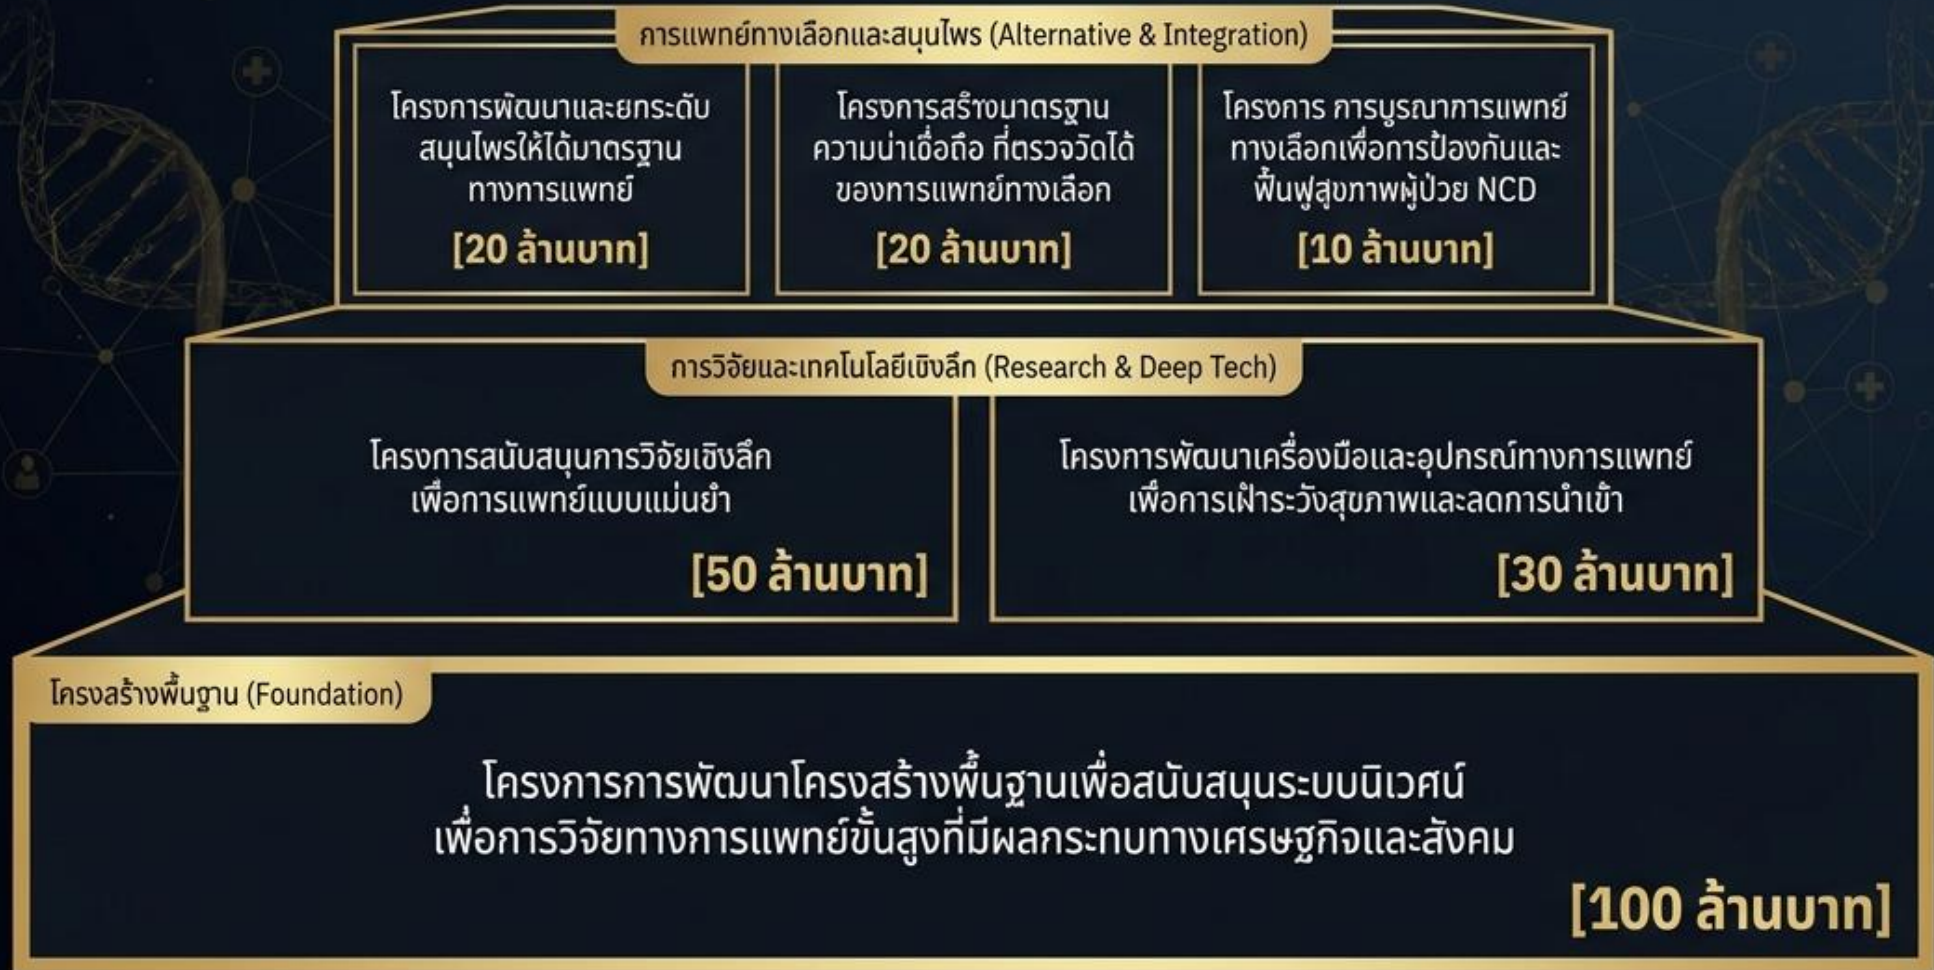 การแพทย์ทางเลือกและสมุนไพร (Alternative & Integration)
โครงการพัฒนาและยกระดับ
สมุนไพรให้ได้มาตรฐาน
ทางการแพทย์
[20 ล้านบาท]
โครงการสร้างมาตรฐาน
ความน่าเชื่อถือ ที่ตรวจวัดได้
ของการแพทย์ทางเลือก
[20 ล้านบาท]
โครงการ การบูรณาการแพทย์
ทางเลือกเพื่อการป้องกันและ
ฟื้นฟูสุขภาพผู้ป่วย NCD
[10 ล้านบาท]
การวิจัยและเทคโนโลยีเชิงลึก (Research & Deep Tech)
โครงการสนับสนุนการวิจัยเชิงลึก
เพื่อการแพทย์แบบแม่นยำ
[50 ล้านบาท]
โครงการพัฒนาเครื่องมือและอุปกรณ์ทางการแพทย์
เพื่อการเฝ้าระวังสุขภาพและลดการนำเข้า
[30 ล้านบาท]
โครงสร้างพื้นฐาน (Foundation)
โครงการการพัฒนาโครงสร้างพื้นฐานเพื่อสนับสนุนระบบนิเวศน์
เพื่อการวิจัยทางการแพทย์ขั้นสูงที่มีผลกระทบทางเศรษฐกิจและสังคม
[100 ล้านบาท]